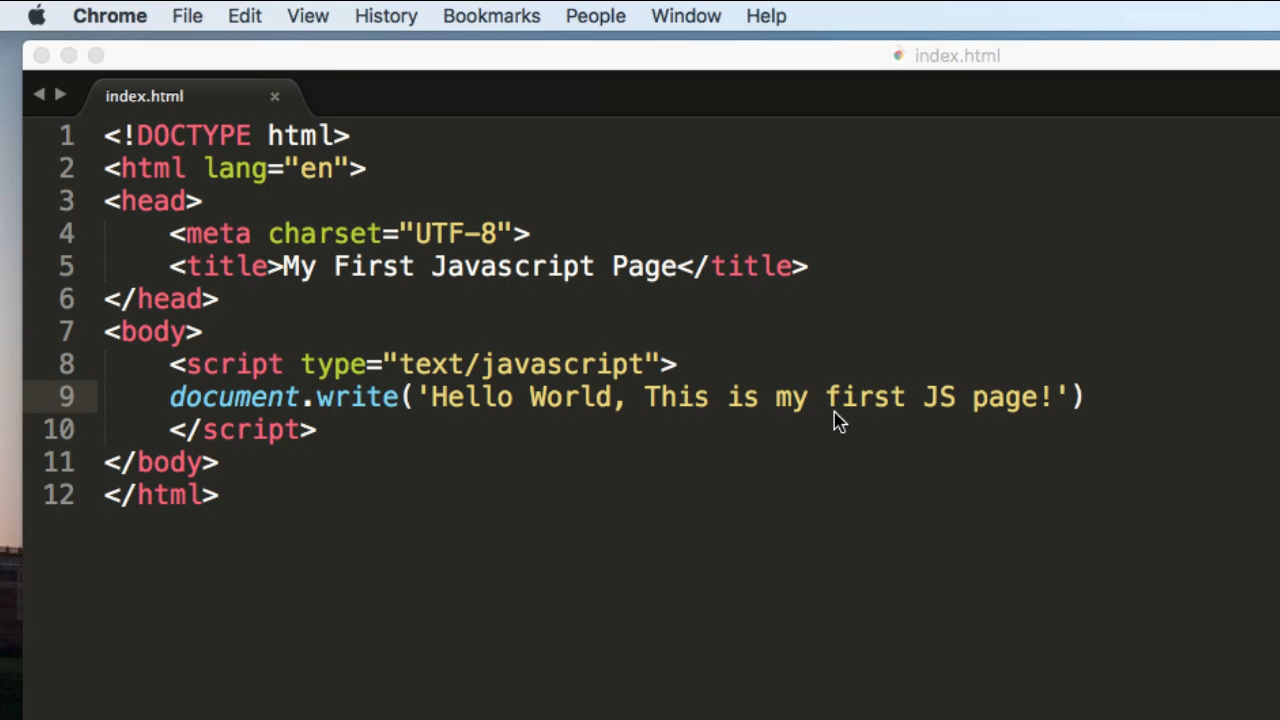 Chrome File Edit View History Bookmarks People Window Help
index.html
index.html ×
1 <!DOCTYPE html>
2 <html lang="en">
3 <head>
4     <meta charset="UTF-8">
5     <title>My First Javascript Page</title>
6 </head>
7 <body>
8     <script type="text/javascript">
9     document.write('Hello World, This is my first JS page!')
10     </script>
11 </body>
12 </html>